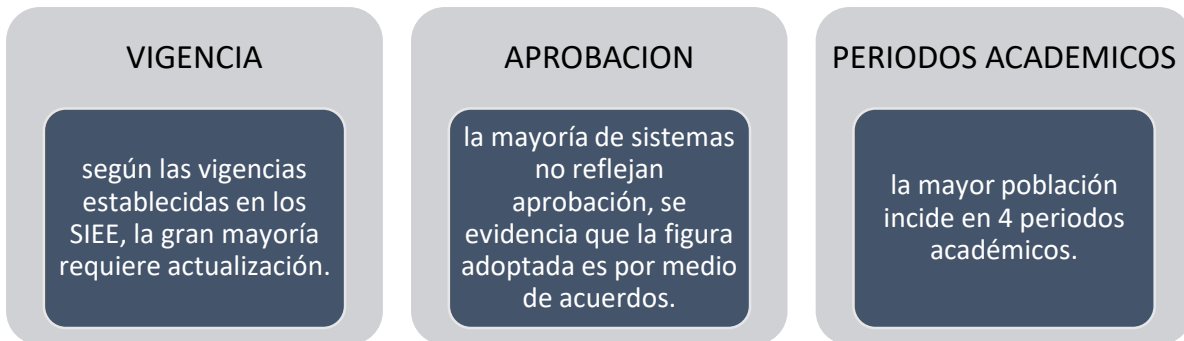 VIGENCIA
según las vigencias
establecidas en los
SIEE, la gran mayoría
requiere actualización.
APROBACION
la mayoría de sistemas
no reflejan
aprobación, se
evidencia que la figura
adoptada es por medio
de acuerdos.
PERIODOS ACADEMICOS
la mayor población
incide en 4 periodos
académicos.